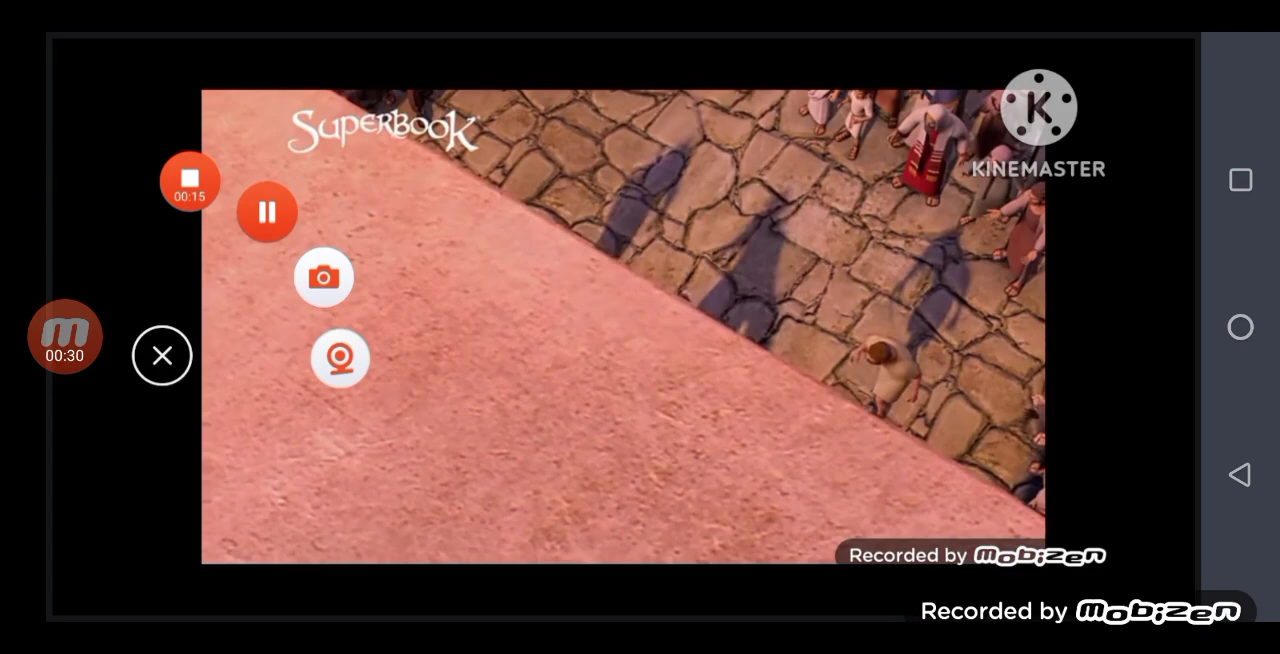 SUPERBOOK
KINEMASTER
00:15
00:30
Recorded by mobizen
Recorded by mobizen